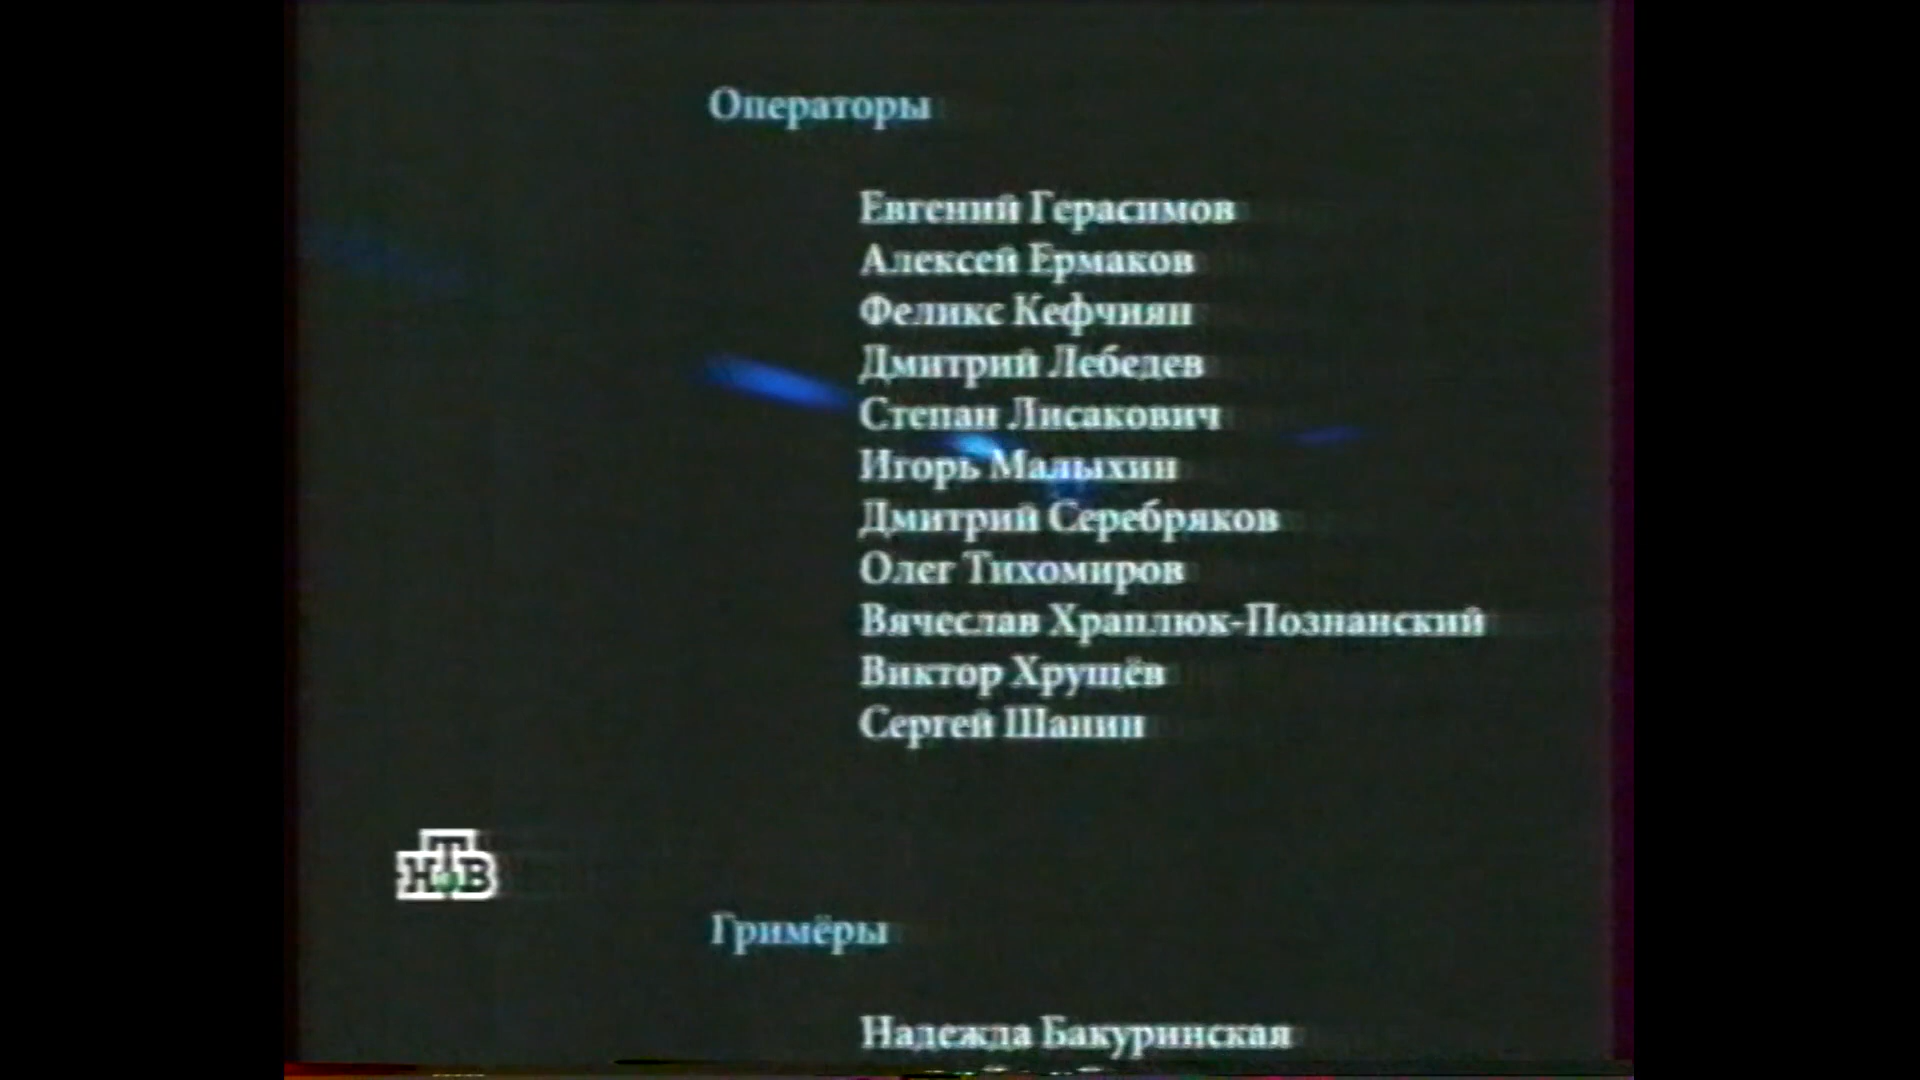 Операторы
Евгений Герасимов
Алексей Ермаков
Феликс Кефчиян
Дмитрий Лебедев
Степан Лисакович
Игорь Малыхин
Дмитрий Серебряков
Олег Тихомиров
Вячеслав Храплюк-Познанский
Виктор Хрущёв
Сергей Шанин
НТВ
Гримёры
Надежда Бакуринская